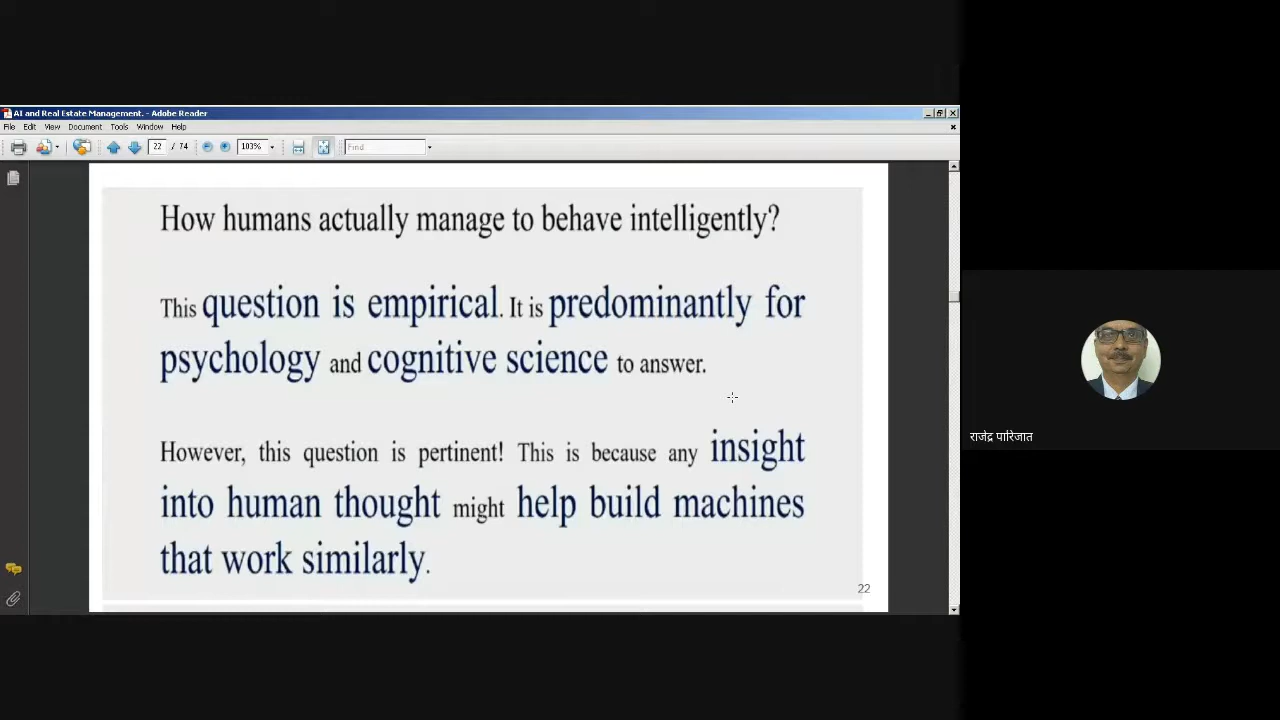 AI and Real Estate Management. - Adobe Reader
File Edit View Document Tools Window Help
22 / 74 103% Find
How humans actually manage to behave intelligently?
This question is empirical. It is predominantly for
psychology and cognitive science to answer.
However, this question is pertinent! This is because any insight
into human thought might help build machines
that work similarly.
22
राजेंद्र पारिजात